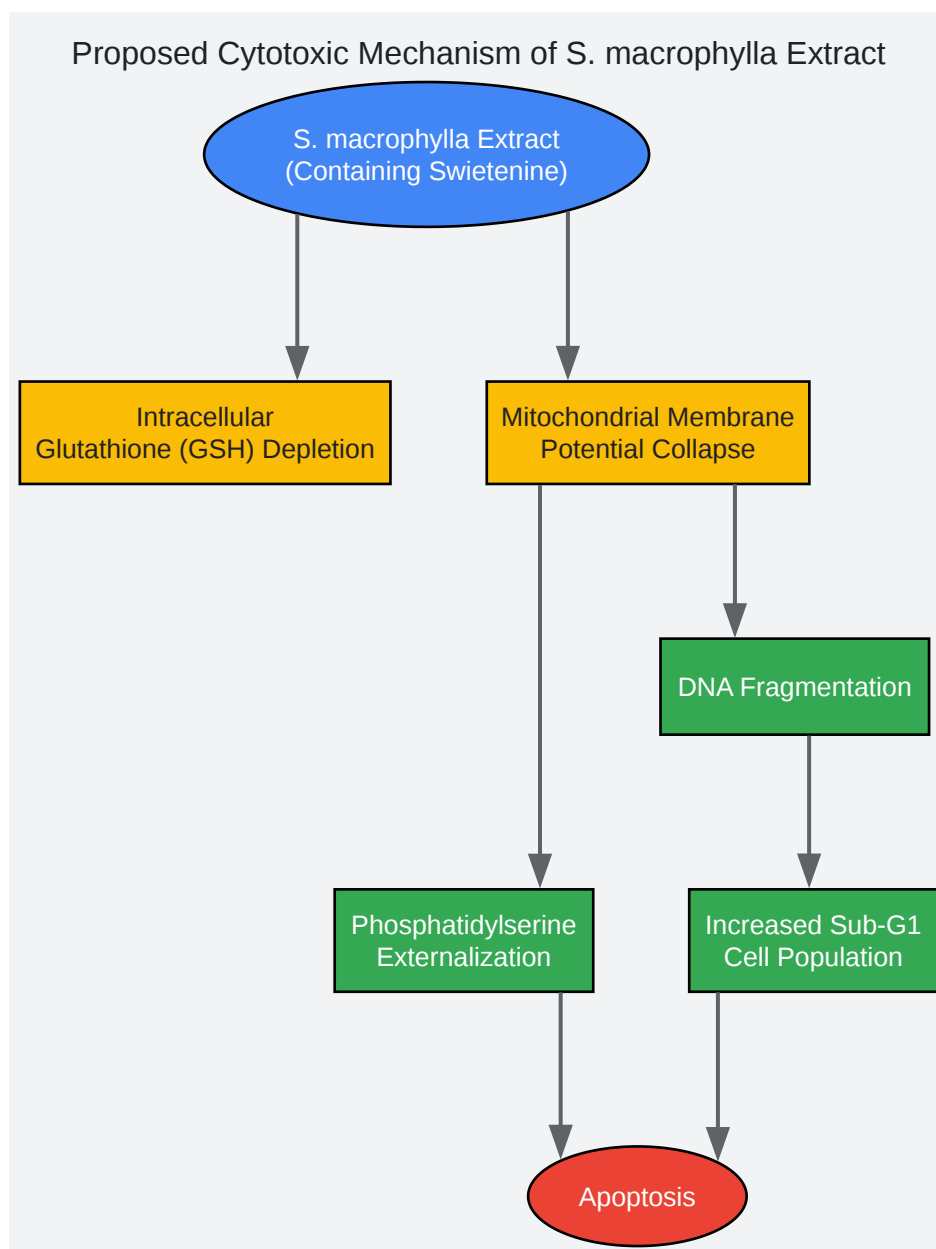 Proposed Cytotoxic Mechanism of S. macrophylla Extract
S. macrophylla Extract
(Containing Swietenine)
Intracellular
Glutathione (GSH) Depletion
Mitochondrial Membrane
Potential Collapse
DNA Fragmentation
Phosphatidylserine
Externalization
Increased Sub-G1
Cell Population
Apoptosis